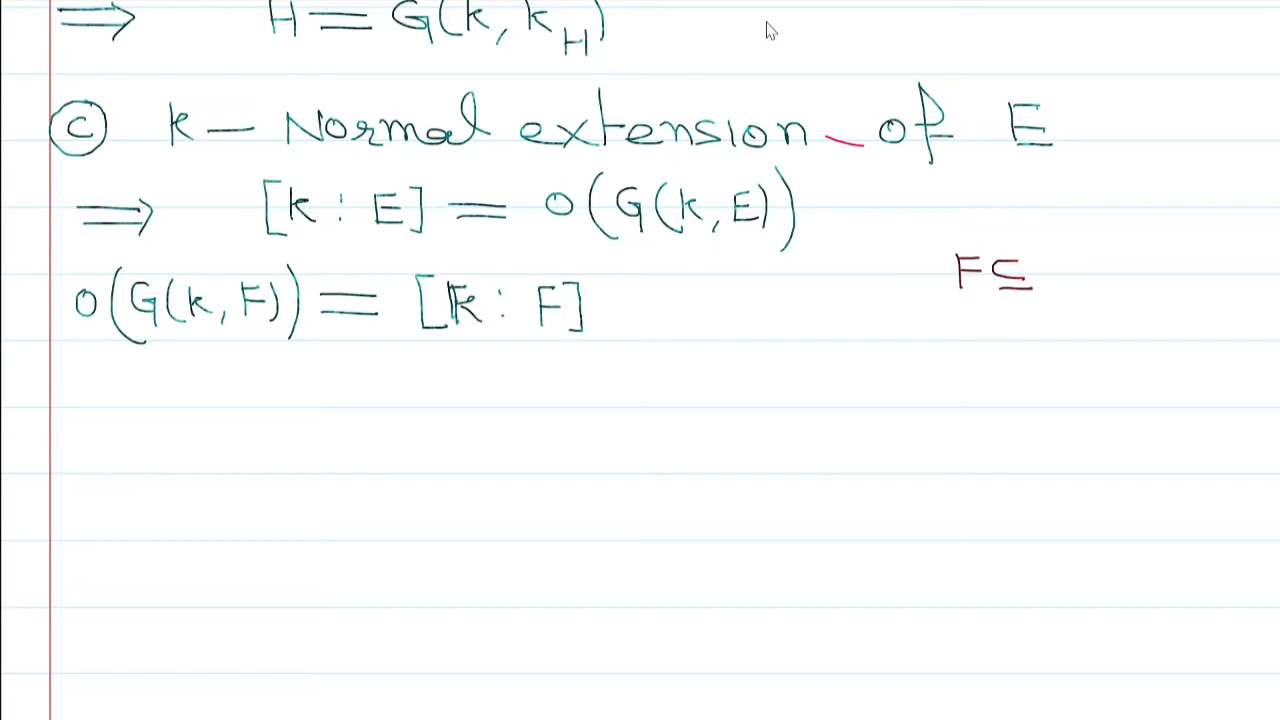 ⟹ H = G(K, K_H)
(c) K – Normal extension of E
⟹ [K : E] = O(G(K, E))
F ⊆
O(G(K, F)) = [K : F]